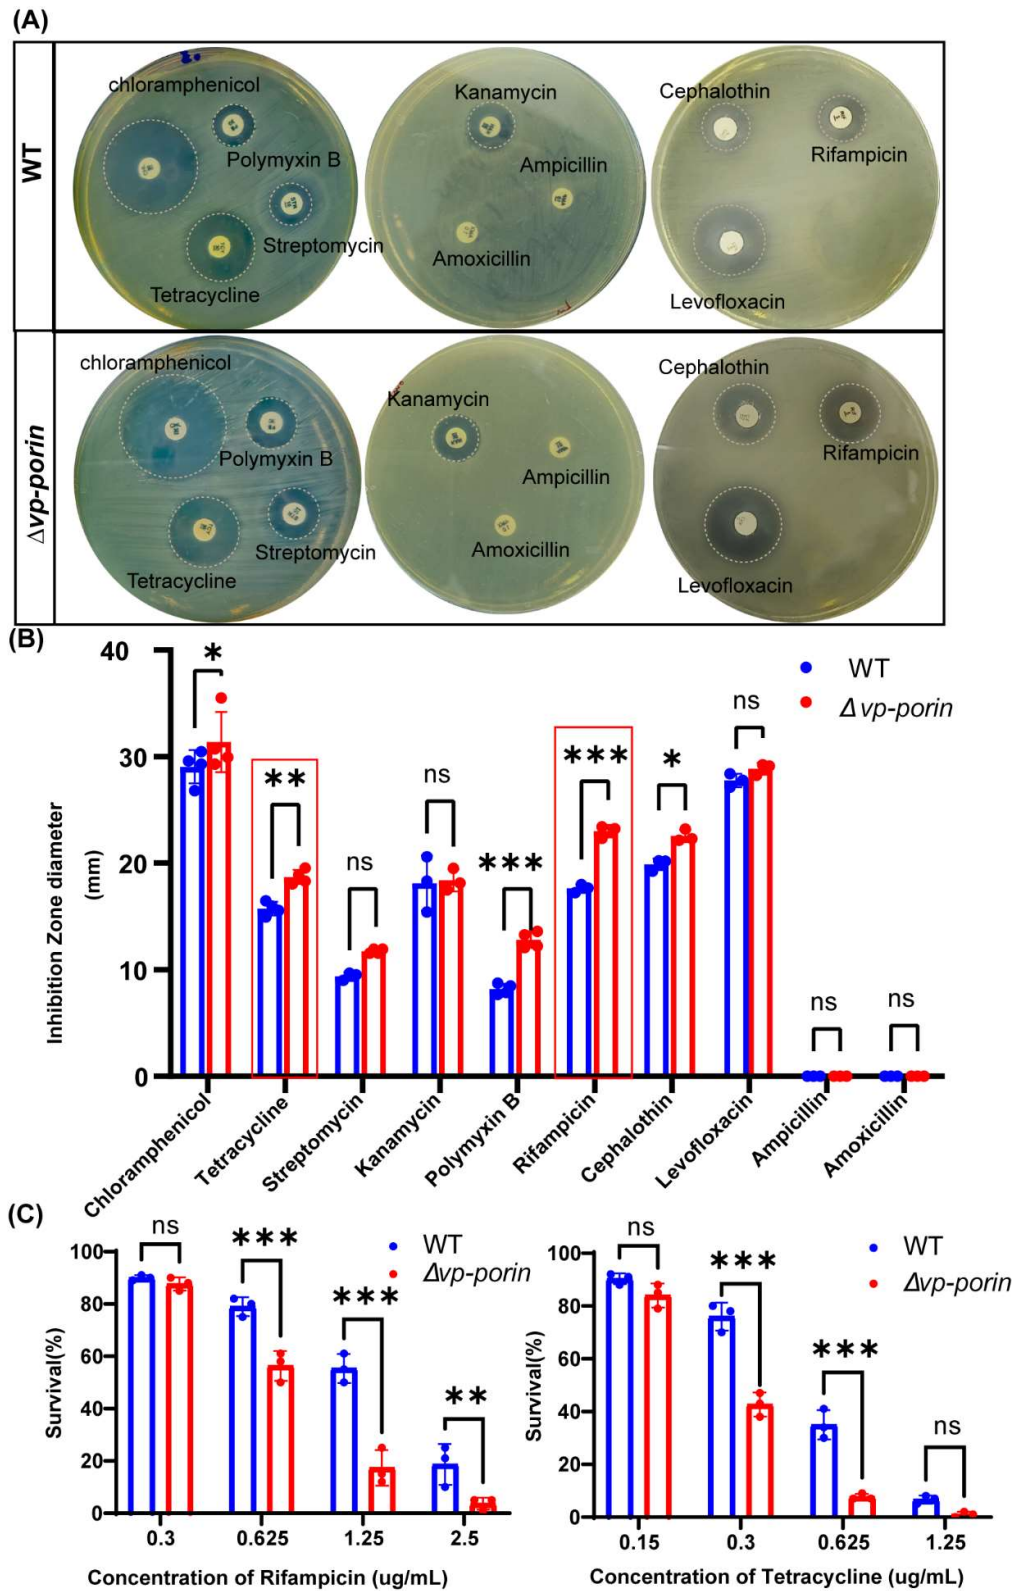 (A)
WT
chloramphenicol
Polymyxin B
Streptomycin
Tetracycline
Kanamycin
Ampicillin
Amoxicillin
Cephalothin
Rifampicin
Levofloxacin
Δvp-porin
chloramphenicol
Polymyxin B
Streptomycin
Tetracycline
Kanamycin
Ampicillin
Amoxicillin
Cephalothin
Rifampicin
Levofloxacin
(B)
Inhibition Zone diameter
(mm)
40
30
20
10
0
WT
Δvp-porin
*
**
ns
ns
***
***
*
ns
ns
ns
Chloramphenicol
Tetracycline
Streptomycin
Kanamycin
Polymyxin B
Rifampicin
Cephalothin
Levofloxacin
Ampicillin
Amoxicillin
(C)
Survival(%)
100
80
60
40
20
0
ns
***
***
**
WT
Δvp-porin
0.3 0.625 1.25 2.5
Concentration of Rifampicin (ug/mL)
Survival(%)
100
80
60
40
20
0
ns
***
***
ns
WT
Δvp-porin
0.15 0.3 0.625 1.25
Concentration of Tetracycline (ug/mL)